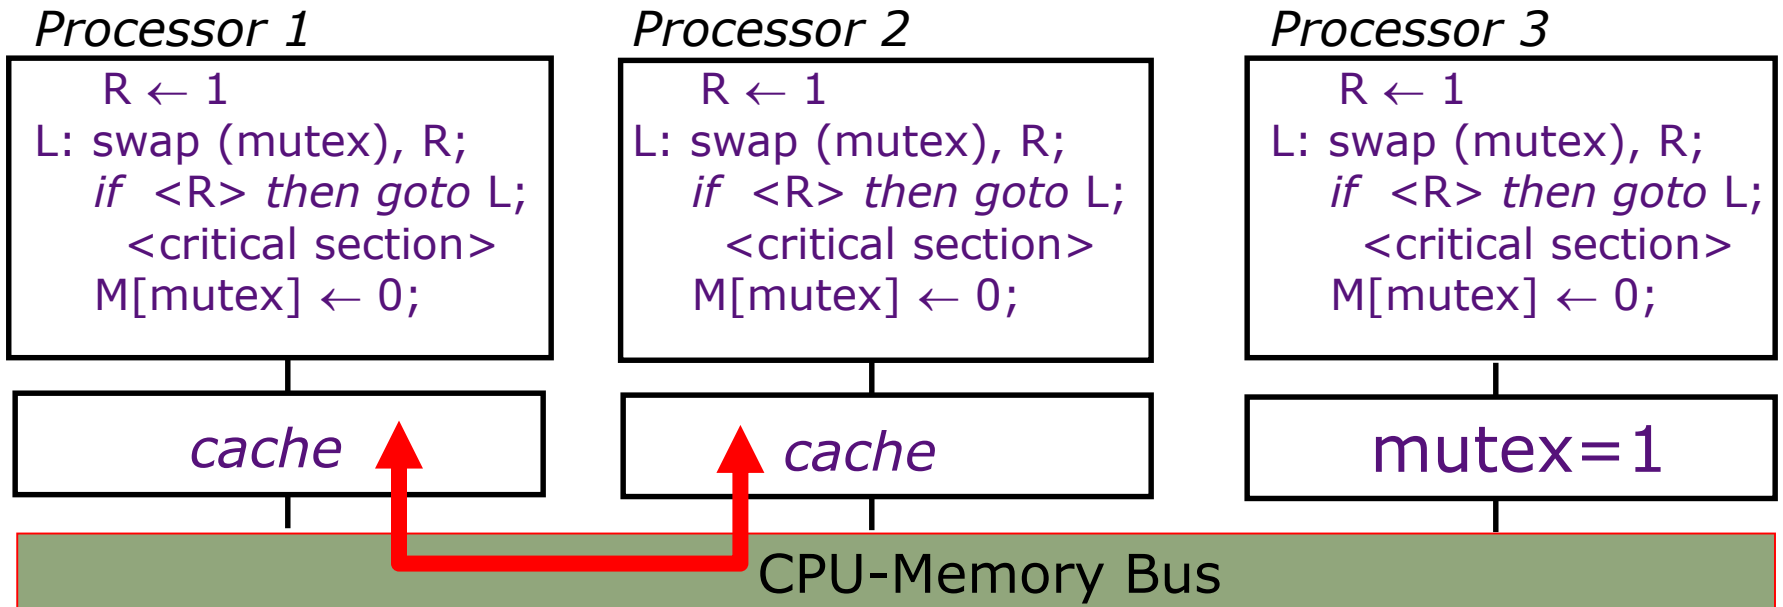 Processor 1
R ← 1
L: swap (mutex), R;
if <R> then goto L;
<critical section>
M[mutex] ← 0;
cache
Processor 2
R ← 1
L: swap (mutex), R;
if <R> then goto L;
<critical section>
M[mutex] ← 0;
cache
Processor 3
R ← 1
L: swap (mutex), R;
if <R> then goto L;
<critical section>
M[mutex] ← 0;
mutex=1
CPU-Memory Bus